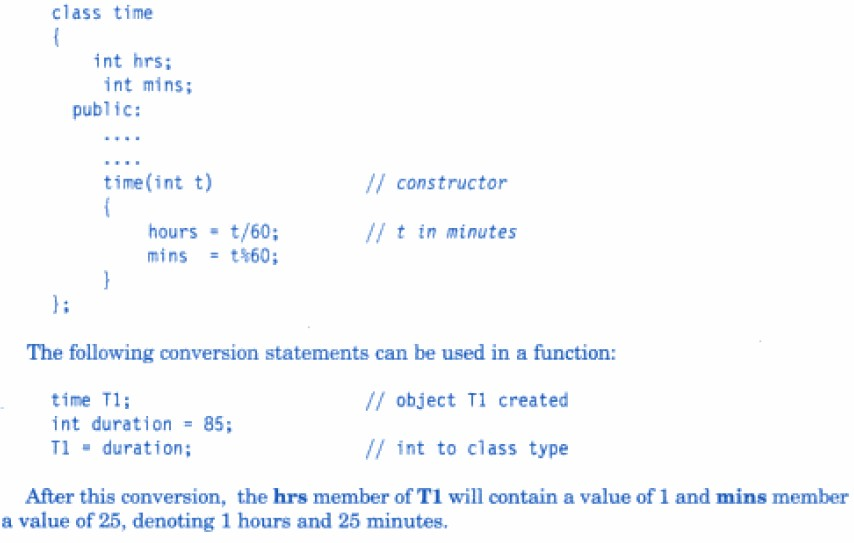 class time
{
int hrs;
int mins;
public:
....
....
time(int t) // constructor
{
hours = t/60; // t in minutes
mins = t%60;
}
};
The following conversion statements can be used in a function:
time T1; // object T1 created
int duration = 85;
T1 = duration; // int to class type
After this conversion, the hrs member of T1 will contain a value of 1 and mins member
a value of 25, denoting 1 hours and 25 minutes.